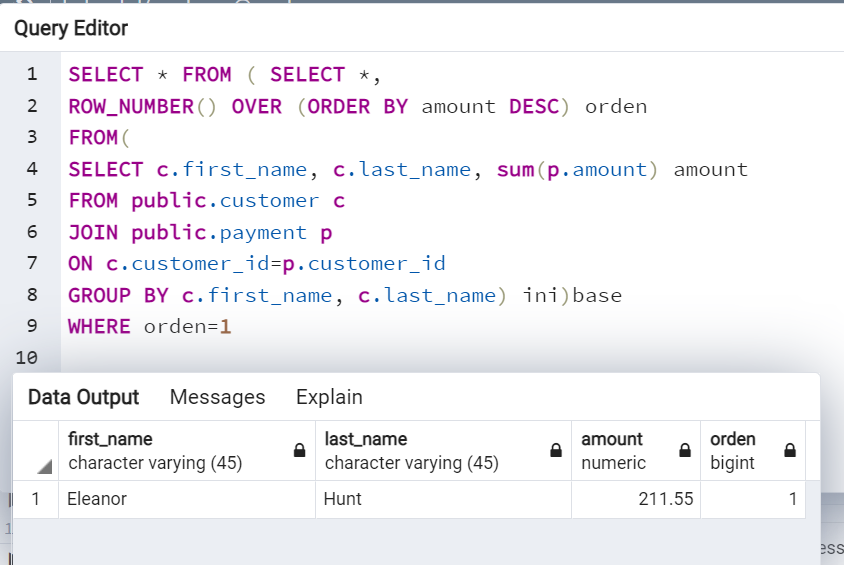 Query Editor
1 SELECT * FROM ( SELECT *,
2 ROW_NUMBER() OVER (ORDER BY amount DESC) orden
3 FROM(
4 SELECT c.first_name, c.last_name, sum(p.amount) amount
5 FROM public.customer c
6 JOIN public.payment p
7 ON c.customer_id=p.customer_id
8 GROUP BY c.first_name, c.last_name) ini)base
9 WHERE orden=1
10
Data Output Messages Explain
first_name last_name amount orden
character varying (45) character varying (45) numeric bigint
1 Eleanor Hunt 211.55 1